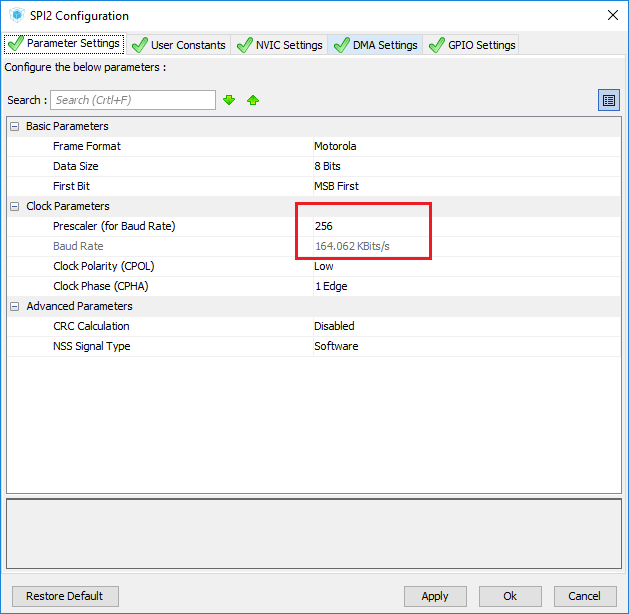 SPI2 Configuration
Parameter Settings User Constants NVIC Settings DMA Settings GPIO Settings
Configure the below parameters :
Search : Search (CrtI+F)
Basic Parameters
Frame Format Motorola
Data Size 8 Bits
First Bit MSB First
Clock Parameters
Prescaler (for Baud Rate) 256
Baud Rate 164.062 KBits/s
Clock Polarity (CPOL) Low
Clock Phase (CPHA) 1 Edge
Advanced Parameters
CRC Calculation Disabled
NSS Signal Type Software
Restore Default Apply Ok Cancel